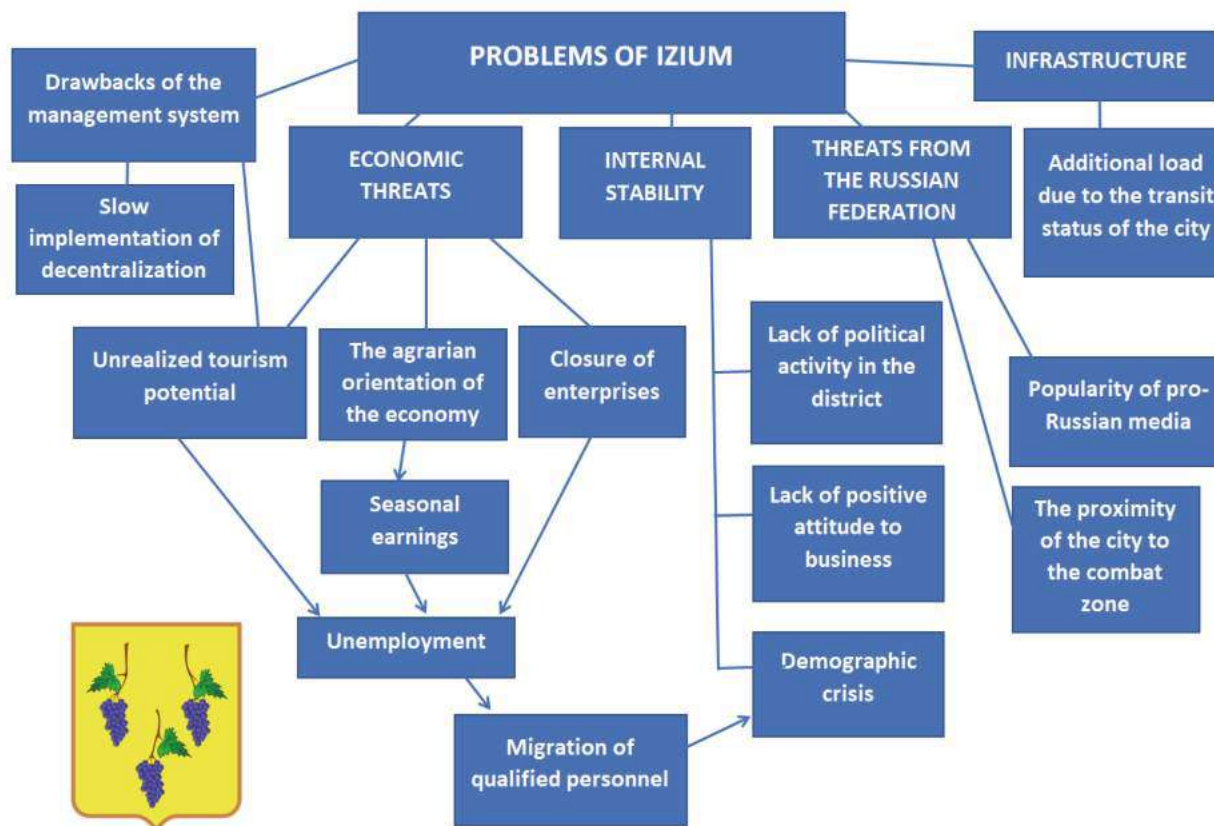 PROBLEMS OF IZIUM
Drawbacks of the
management system
INFRASTRUCTURE
ECONOMIC
THREATS
INTERNAL
STABILITY
THREATS FROM
THE RUSSIAN
FEDERATION
Additional load
due to the transit
status of the city
Slow
implementation of
decentralization
Unrealized tourism
potential
The agrarian
orientation of
the economy
Closure of
enterprises
Lack of political
activity in the
district
Popularity of pro-
Russian media
Seasonal
earnings
Lack of positive
attitude to
business
The proximity
of the city to
the combat
zone
Unemployment
Demographic
crisis
Migration of
qualified personnel